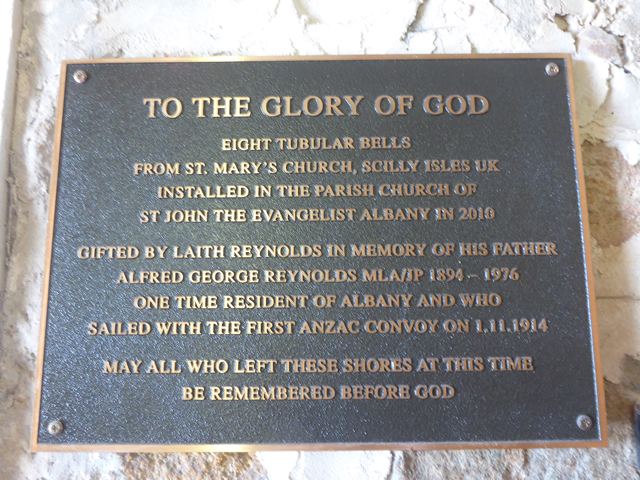 TO THE GLORY OF GOD
EIGHT TUBULAR BELLS
FROM ST. MARY'S CHURCH, SCILLY ISLES UK
INSTALLED IN THE PARISH CHURCH OF
ST JOHN THE EVANGELIST ALBANY IN 2010
GIFTED BY LAITH REYNOLDS IN MEMORY OF HIS FATHER
ALFRED GEORGE REYNOLDS MLA/JP 1894 – 1976
ONE TIME RESIDENT OF ALBANY AND WHO
SAILED WITH THE FIRST ANZAC CONVOY ON 1.11.1914
MAY ALL WHO LEFT THESE SHORES AT THIS TIME
BE REMEMBERED BEFORE GOD